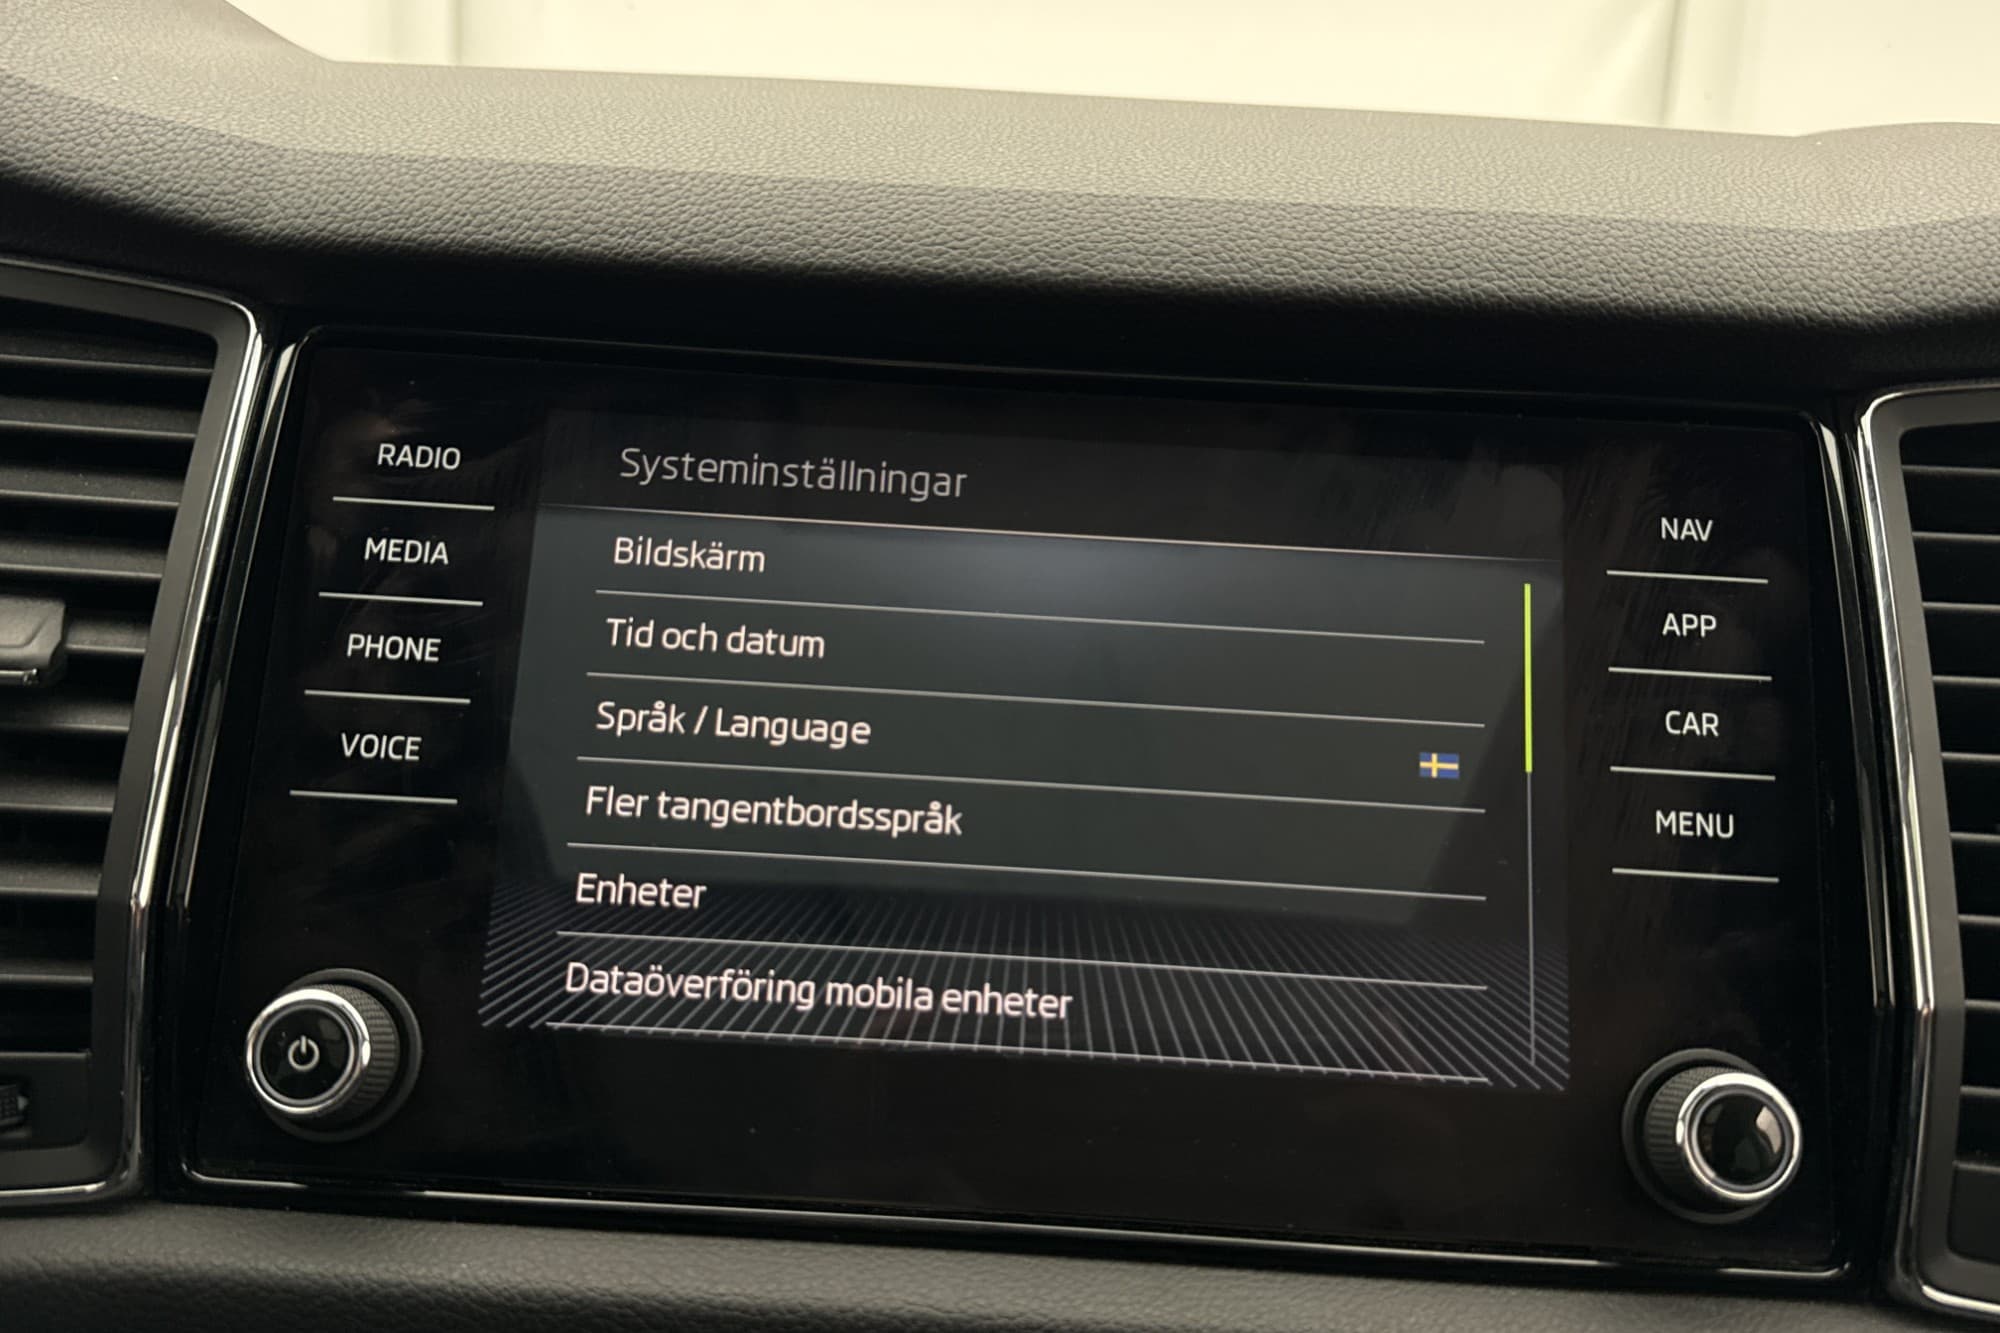 RADIO
MEDIA
PHONE
VOICE
Systeminställningar
Bildskärm
Tid och datum
Språk / Language
Fler tangentbordsspråk
Enheter
Dataöverföring mobila enheter
NAV
APP
CAR
MENU